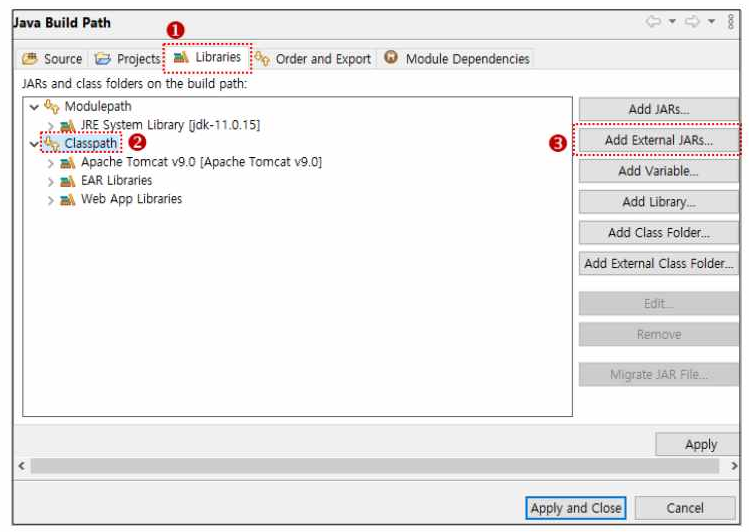 Java Build Path
❶
Source Projects Libraries Order and Export Module Dependencies
JARs and class folders on the build path:
Modulepath
JRE System Library [jdk-11.0.15]
Classpath ❷
Apache Tomcat v9.0 [Apache Tomcat v9.0]
EAR Libraries
Web App Libraries
Add JARs...
❸ Add External JARs...
Add Variable...
Add Library...
Add Class Folder...
Add External Class Folder...
Edit...
Remove
Migrate JAR File...
Apply
Apply and Close Cancel